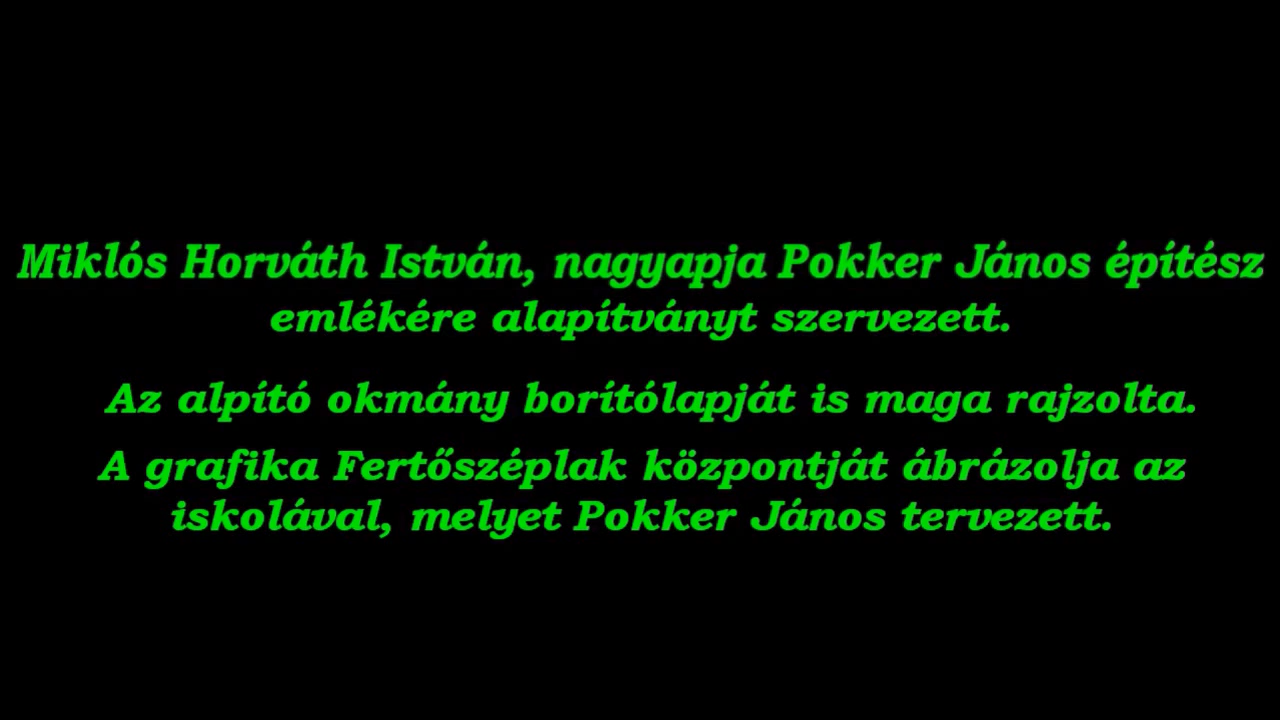 Miklós Horváth István, nagyapja Pokker János építész
emlékére alapítványt szervezett.
Az alpító okmány borítólapját is maga rajzolta.
A grafika Fertőszéplak központját ábrázolja az
iskolával, melyet Pokker János tervezett.